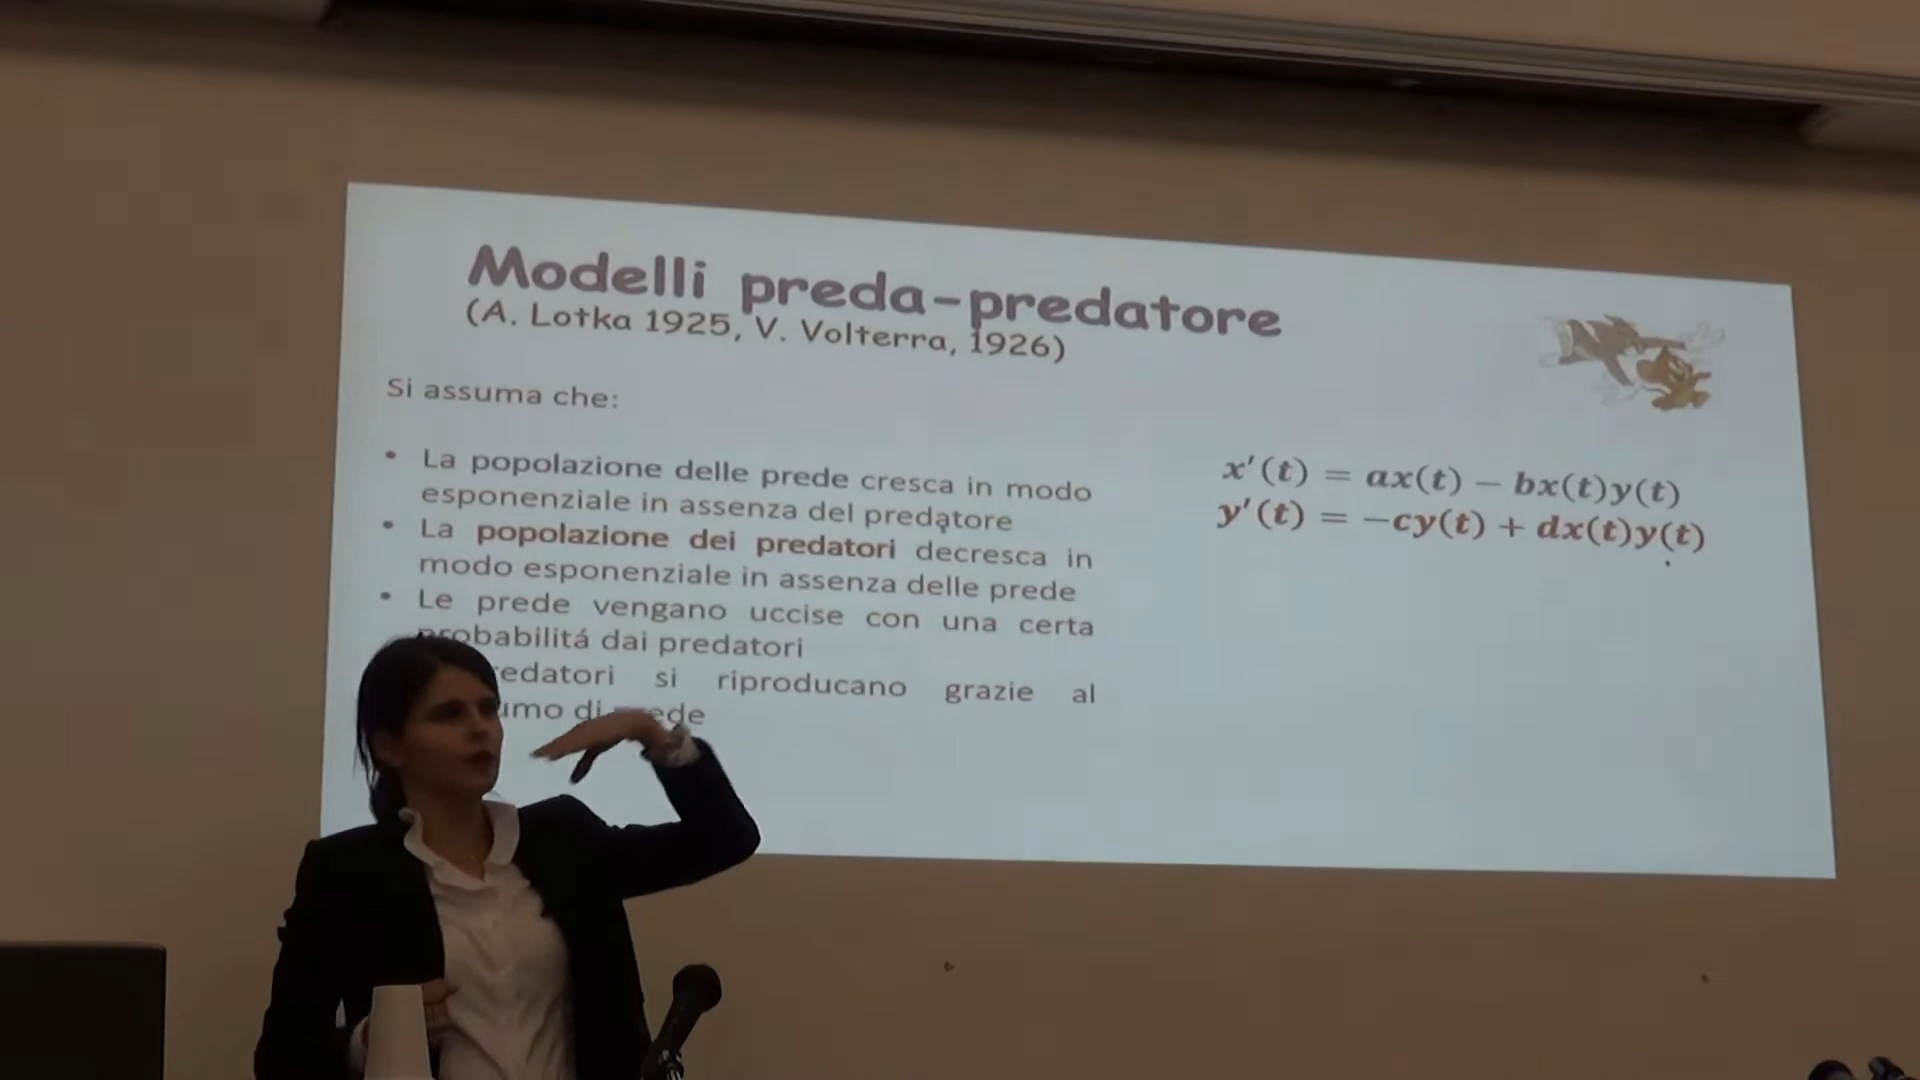 Modelli preda-predatore
(A. Lotka 1925, V. Volterra, 1926)
Si assuma che:
• La popolazione delle prede cresca in modo
esponenziale in assenza del predatore
• La popolazione dei predatori decresca in
modo esponenziale in assenza delle prede
• Le prede vengano uccise con una certa
probabilitá dai predatori
si riproducano grazie al
di
x′(t) = ax(t) − bx(t)y(t)
y′(t) = −cy(t) + dx(t)y(t)